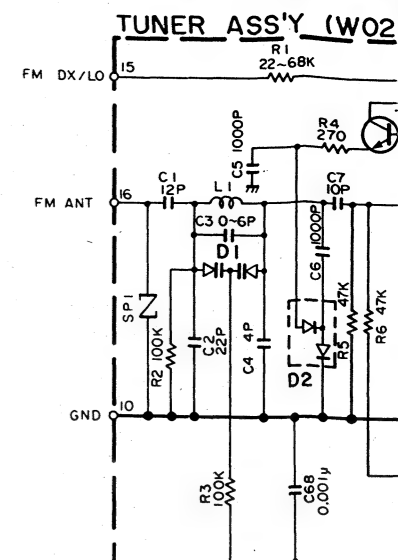 TUNER ASS'Y (W02
R1
22~68K
FM DX/LO 15
R4
270
C5 1000P
FM ANT 16
C1
12P
L1
C7
10P
C3 0~6P
D1
C6 1000P
SP1
R2 100K
C2
22P
C4 4P
D2
R5 47K
R6 47K
GND 10
R3
100K
C68
0.001µ